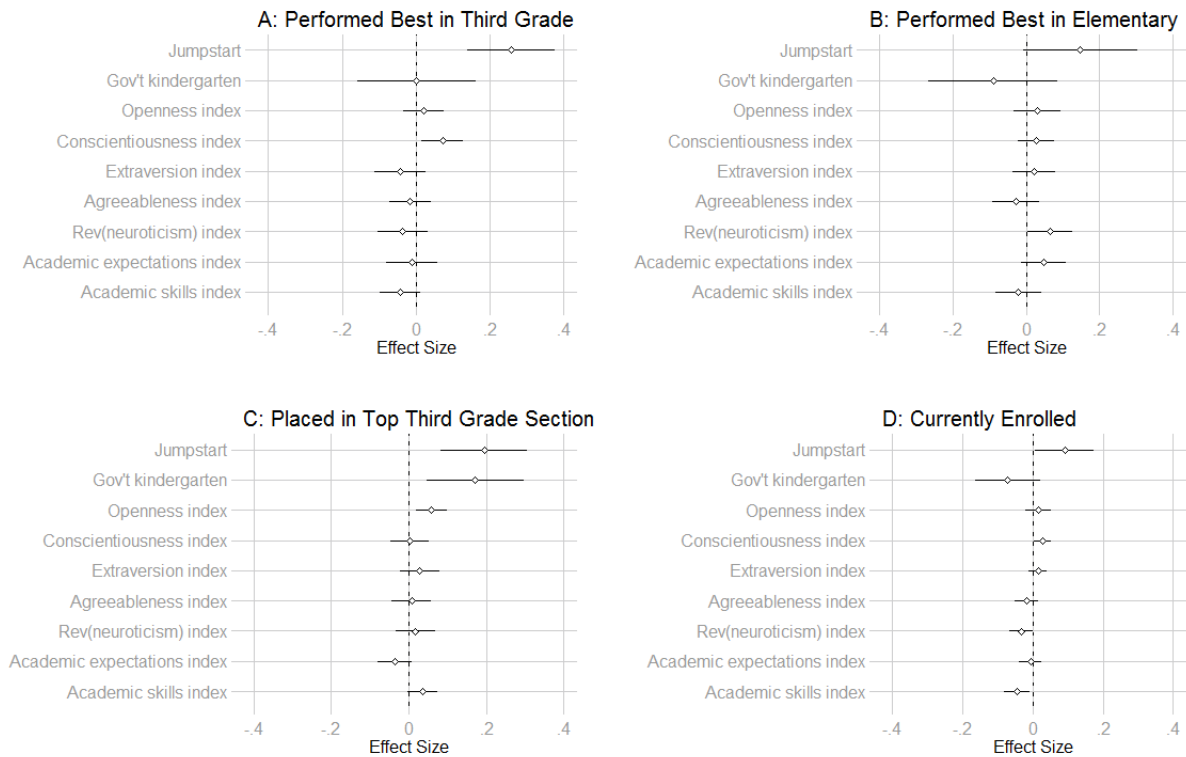 A: Performed Best in Third Grade
Jumpstart
Gov't kindergarten
Openness index
Conscientiousness index
Extraversion index
Agreeableness index
Rev(neuroticism) index
Academic expectations index
Academic skills index
-.4 -.2 0 .2 .4
Effect Size
B: Performed Best in Elementary
Jumpstart
Gov't kindergarten
Openness index
Conscientiousness index
Extraversion index
Agreeableness index
Rev(neuroticism) index
Academic expectations index
Academic skills index
-.4 -.2 0 .2 .4
Effect Size
C: Placed in Top Third Grade Section
Jumpstart
Gov't kindergarten
Openness index
Conscientiousness index
Extraversion index
Agreeableness index
Rev(neuroticism) index
Academic expectations index
Academic skills index
-.4 -.2 0 .2 .4
Effect Size
D: Currently Enrolled
Jumpstart
Gov't kindergarten
Openness index
Conscientiousness index
Extraversion index
Agreeableness index
Rev(neuroticism) index
Academic expectations index
Academic skills index
-.4 -.2 0 .2 .4
Effect Size